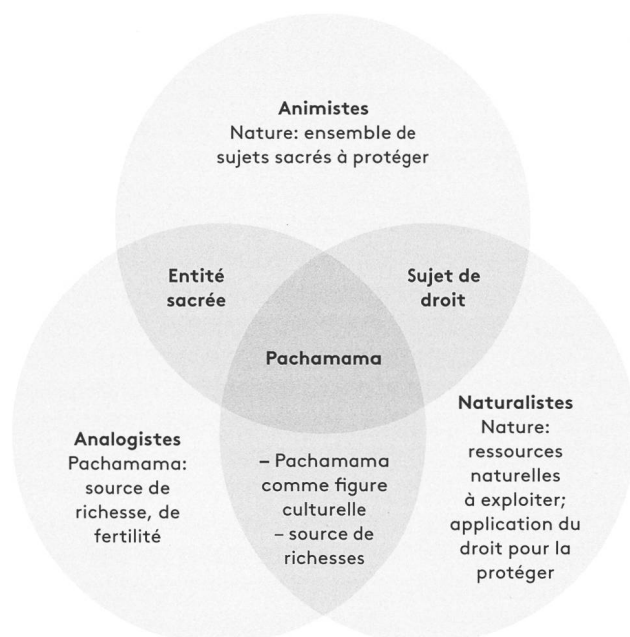 Animistes
Nature: ensemble de
sujets sacrés à protéger
Entité
sacrée
Sujet de
droit
Pachamama
Analogistes
Pachamama:
source de
richesse, de
fertilité
– Pachamama
comme figure
culturelle
– source de
richesses
Naturalistes
Nature:
ressources
naturelles
à exploiter;
application du
droit pour la
protéger